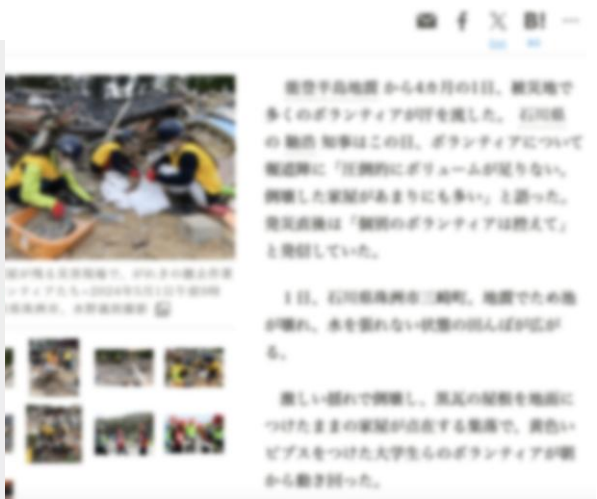 B!
能登半島地震 から4カ月の1日、被災地で
多くのボランティアが汗を流した。 石川県
の 馳浩 知事はこの日、ボランティアについて
報道陣に「圧倒的にボリュームが足りない。
倒壊した家屋があまりにも多い」と語った。
発災直後は「個別のボランティアは控えて」
と発信していた。
1日、石川県珠洲市三崎町。地震でため池
が壊れ、水を張れない状態の田んぼが広が
る。
激しい揺れで倒壊し、黒瓦の屋根を地面に
つけたままの家屋が点在する集落で、黄色い
ビブスをつけた大学生らのボランティアが朝
から動き回った。